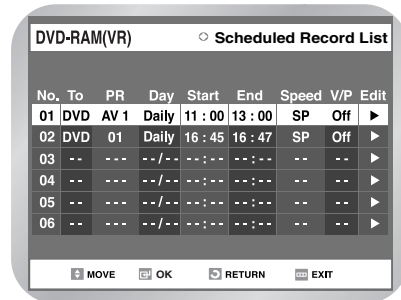 DVD-RAM(VR) Scheduled Record List
No. To PR Day Start End Speed V/P Edit
01 DVD AV 1 Daily 11 : 00 13 : 00 SP Off ►
02 DVD 01 Daily 16 : 45 16 : 47 SP Off ►
03 -- --- --/-- --:-- --:-- -- -- ►
04 -- --- --/-- --:-- --:-- -- -- ►
05 -- --- --/-- --:-- --:-- -- -- ►
06 -- --- --/-- --:-- --:-- -- -- ►
MOVE OK RETURN EXIT